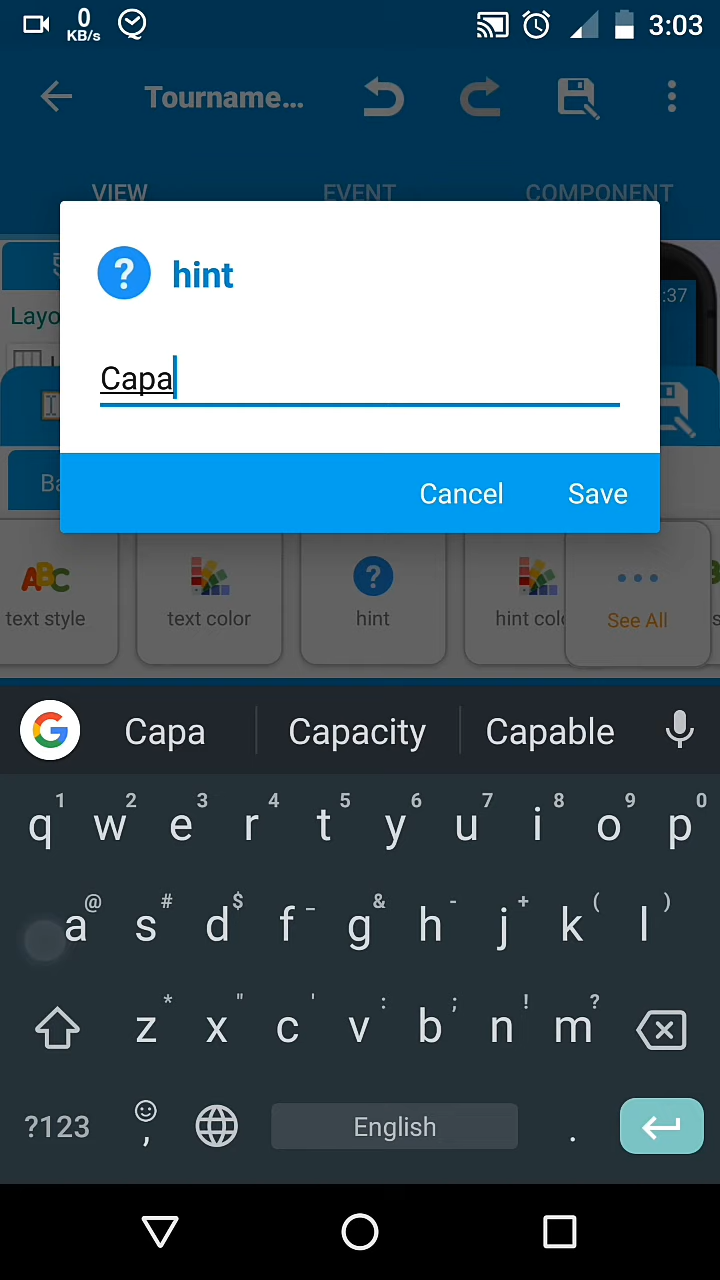 0
KB/s
3:03
Tourname...
VIEW
EVENT
COMPONENT
:37
Layo
hint
Capa
Ba
Cancel
Save
ABC
text style
text color
?
hint
hint colo
See All
s
G
Capa
Capacity
Capable
1 2 3 4 5 6 7 8 9 0
q w e r t y u i o p
@ # $ _ & - + ( )
a s d f g h j k l
* " ' : ; ! ?
z x c v b n m
?123
,
English
.